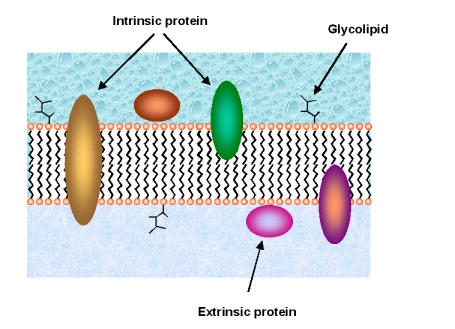 Intrinsic protein
Glycolipid
Extrinsic protein